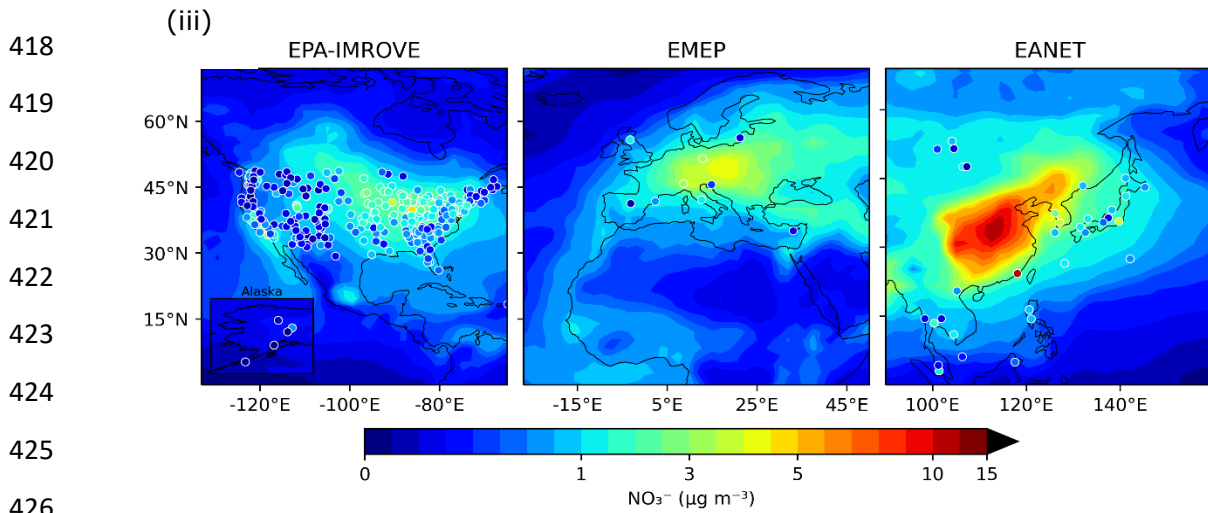 (iii)
418
EPA-IMROVE EMEP EANET
419
60°N
420
45°N
421
30°N
422
Alaska
15°N
423
424
-120°E -100°E -80°E -15°E 5°E 25°E 45°E 100°E 120°E 140°E
425
0 1 3 5 10 15
NO₃⁻ (μg m⁻³)
426